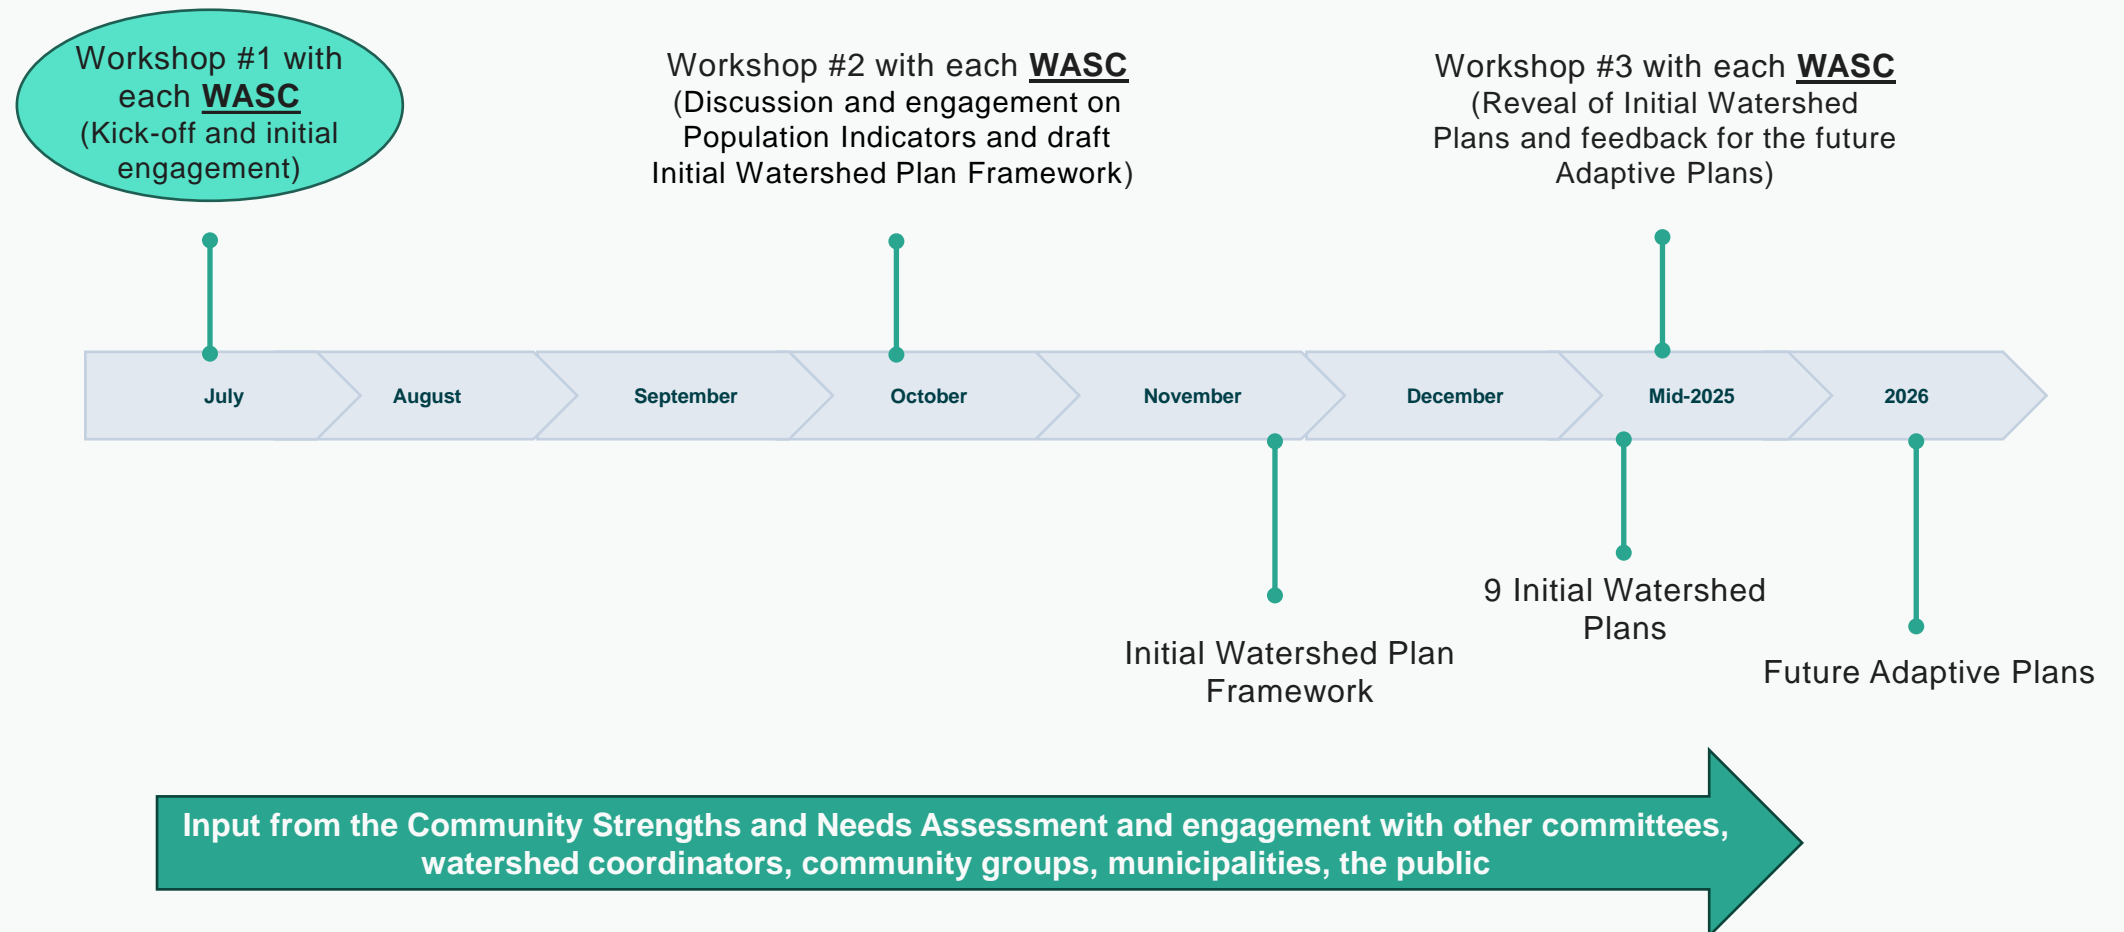 Workshop #1 with
each WASC
(Kick-off and initial
engagement)
Workshop #2 with each WASC
(Discussion and engagement on
Population Indicators and draft
Initial Watershed Plan Framework)
Workshop #3 with each WASC
(Reveal of Initial Watershed
Plans and feedback for the future
Adaptive Plans)
July
August
September
October
November
December
Mid-2025
2026
Initial Watershed Plan
Framework
9 Initial Watershed
Plans
Future Adaptive Plans
Input from the Community Strengths and Needs Assessment and engagement with other committees,
watershed coordinators, community groups, municipalities, the public